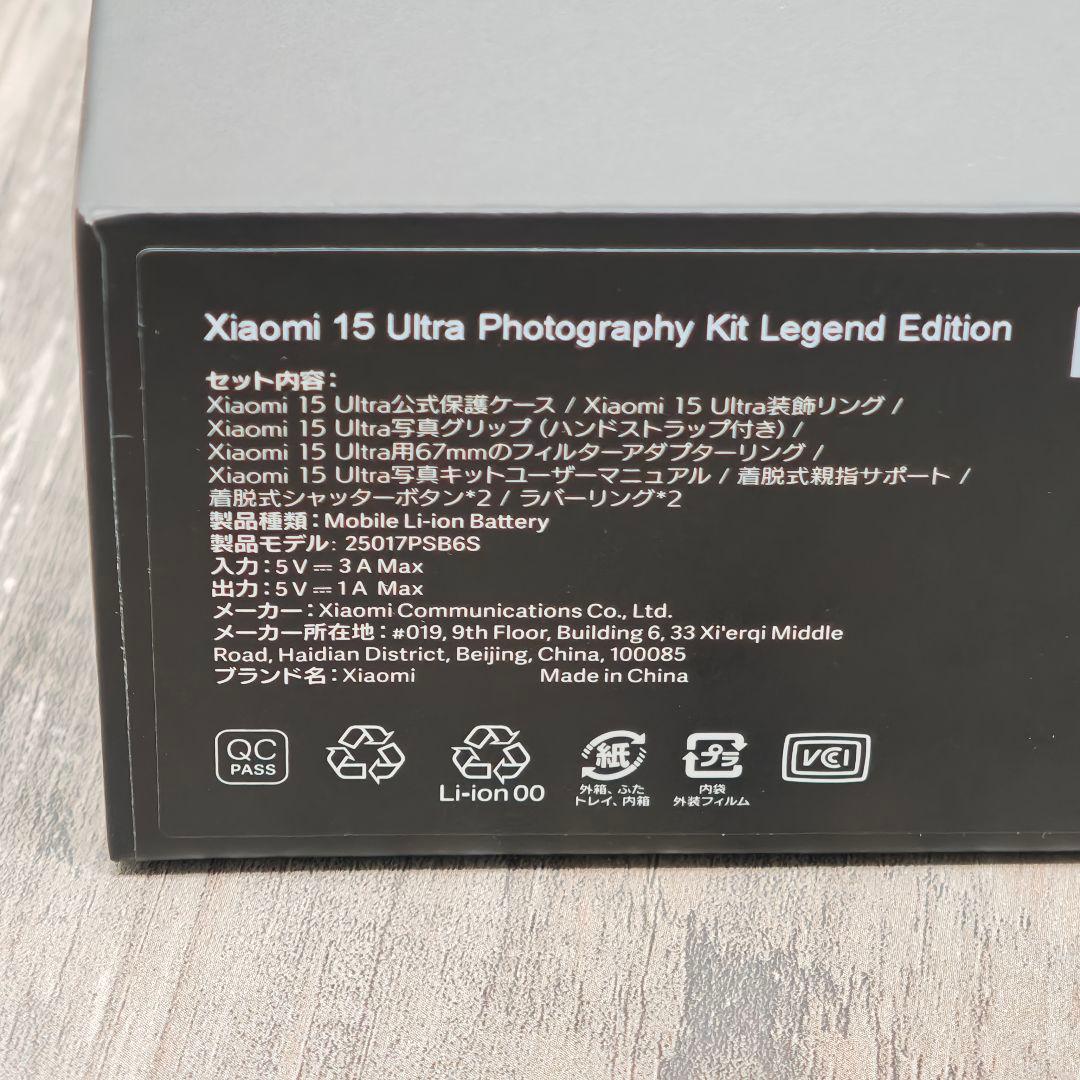 Xiaomi 15 Ultra Photography Kit Legend Edition
セット内容：
Xiaomi 15 Ultra公式保護ケース / Xiaomi 15 Ultra装飾リング /
Xiaomi 15 Ultra写真グリップ（ハンドストラップ付き） /
Xiaomi 15 Ultra用67mmのフィルターアダプターリング /
Xiaomi 15 Ultra写真キットユーザーマニュアル / 着脱式親指サポート /
着脱式シャッターボタン*2 / ラバーリング*2
製品種類：Mobile Li-ion Battery
製品モデル: 25017PSB6S
入力：5V⎓3A Max
出力：5V⎓1A Max
メーカー：Xiaomi Communications Co., Ltd.
メーカー所在地：#019, 9th Floor, Building 6, 33 Xi'erqi Middle
Road, Haidian District, Beijing, China, 100085
ブランド名：Xiaomi Made in China
QC
PASS
Li-ion 00
紙
外箱、ふた
トレイ、内箱
プラ
内袋
外装フィルム
VCCI